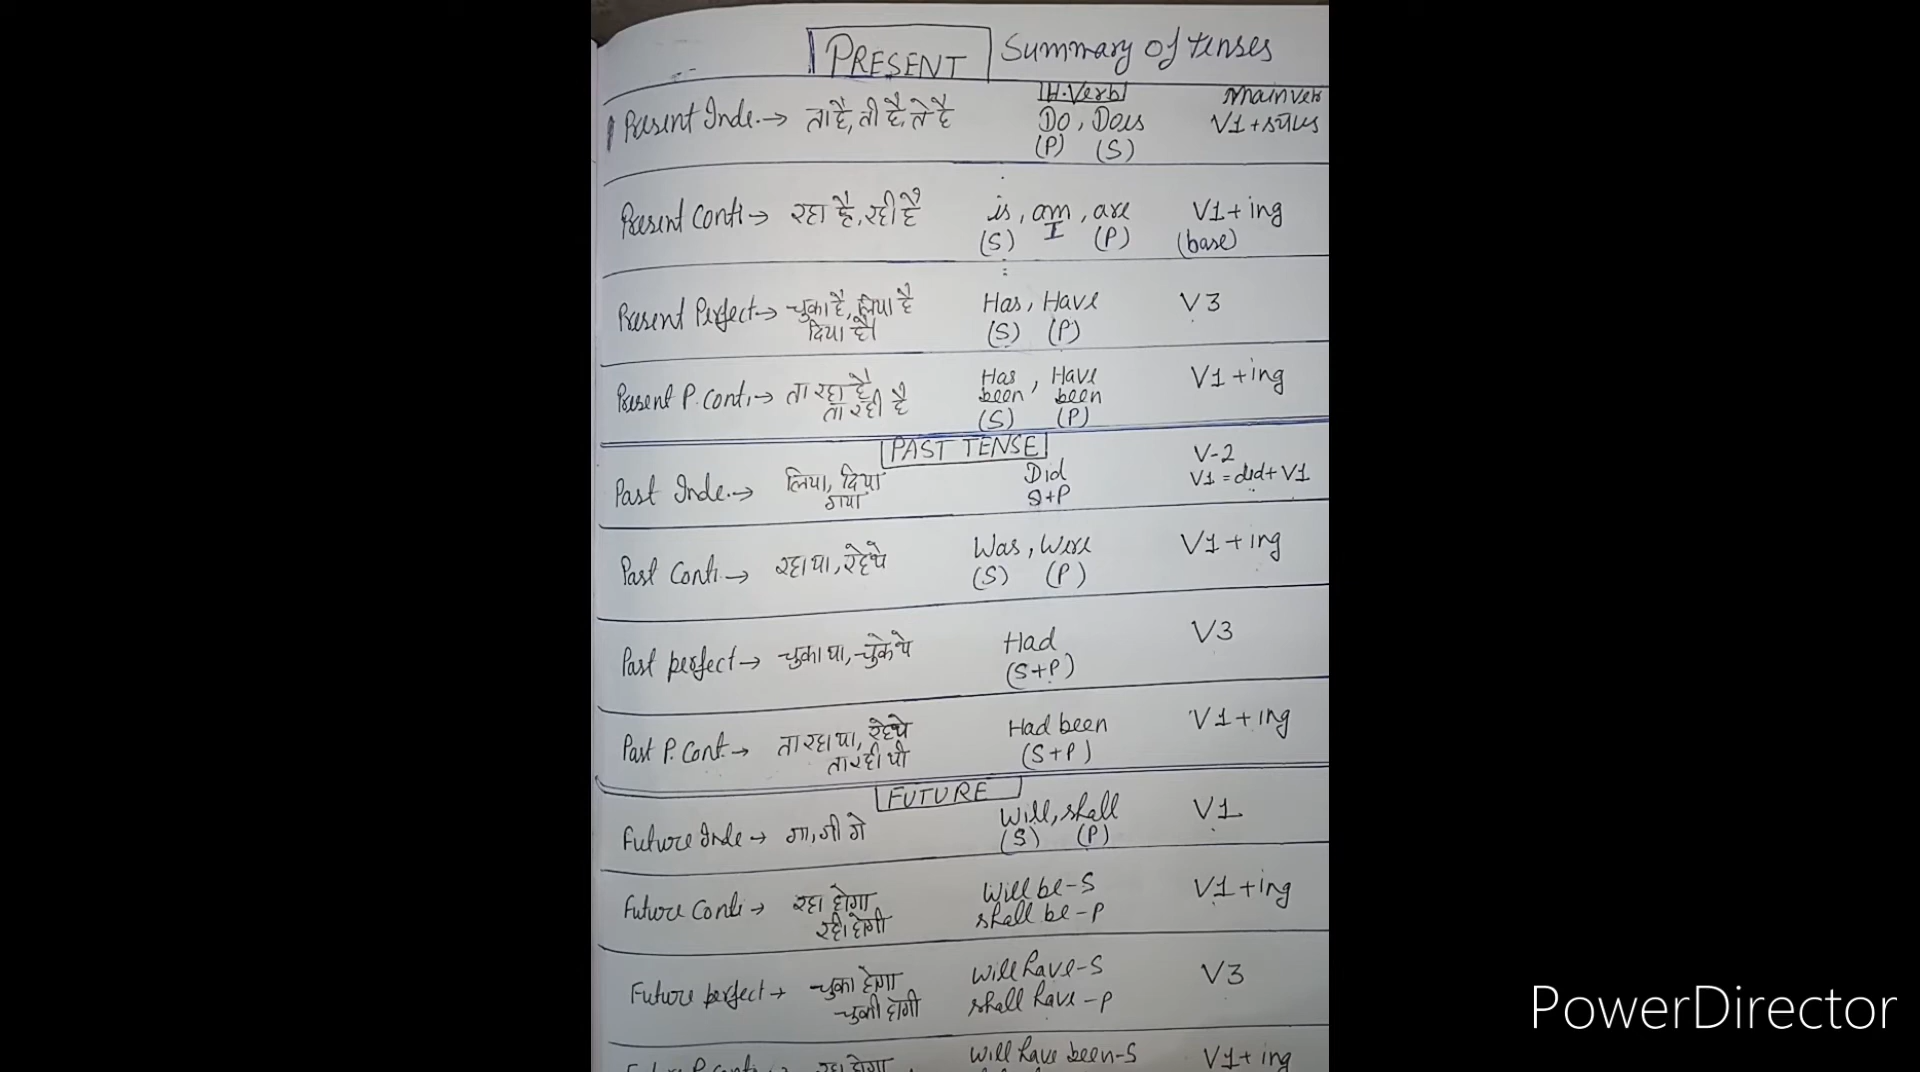 PRESENT Summary of tenses
H.Verb
Present Inde.→ ता है, ती है, ते है Do, Does V1+s या es
(P) (S)
Present Conti→ रहा है, रही है is, am, are V1+ing
(S) I (P) (base)
Present Perfect→ चुका है, लिया है Has, Have V3
दिया है। (S) (P)
Present P. Conti→ ता रहा है Has been, Have been V1+ing
ता रही है (S) (P)
PAST TENSE
Past Inde.→ लिया, दिया Did V-2
गया S+P V1=did+V1
Past Conti→ रहा था, रहे थे Was, Were V1+ing
(S) (P)
Past perfect→ चुका था, चुके थे Had V3
(S+P)
Past P. Cont.→ ता रहा था, रहे थे Had been V1+ing
ता रही थी (S+P)
FUTURE
Future Inde→ गा, गी गे Will, shall V1
(S) (P)
Future Conti→ रहा होगा Will be-S V1+ing
रही होगी shall be-P
Future perfect→ चुका होगा Will have-S V3
चुकी होगी shall have-P
रहा होगा Will have been-S V1+ing
PowerDirector